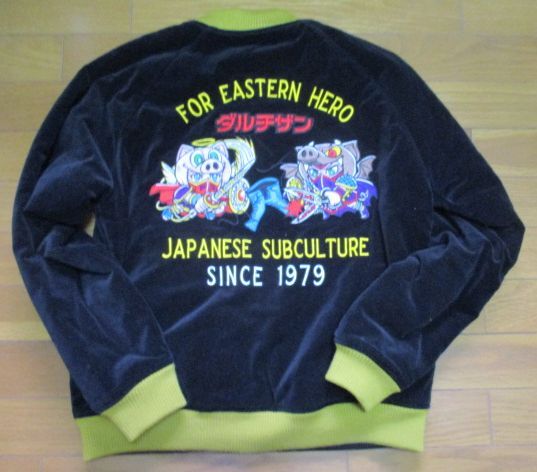 FOR EASTERN HERO
ダルチザン
JAPANESE SUBCULTURE
SINCE 1979